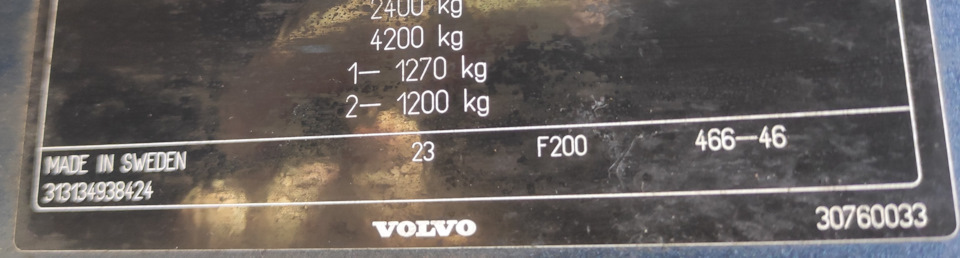 2400 kg
4200 kg
1— 1270 kg
2— 1200 kg
MADE IN SWEDEN 23 F200 466—46
313134938424
VOLVO 30760033